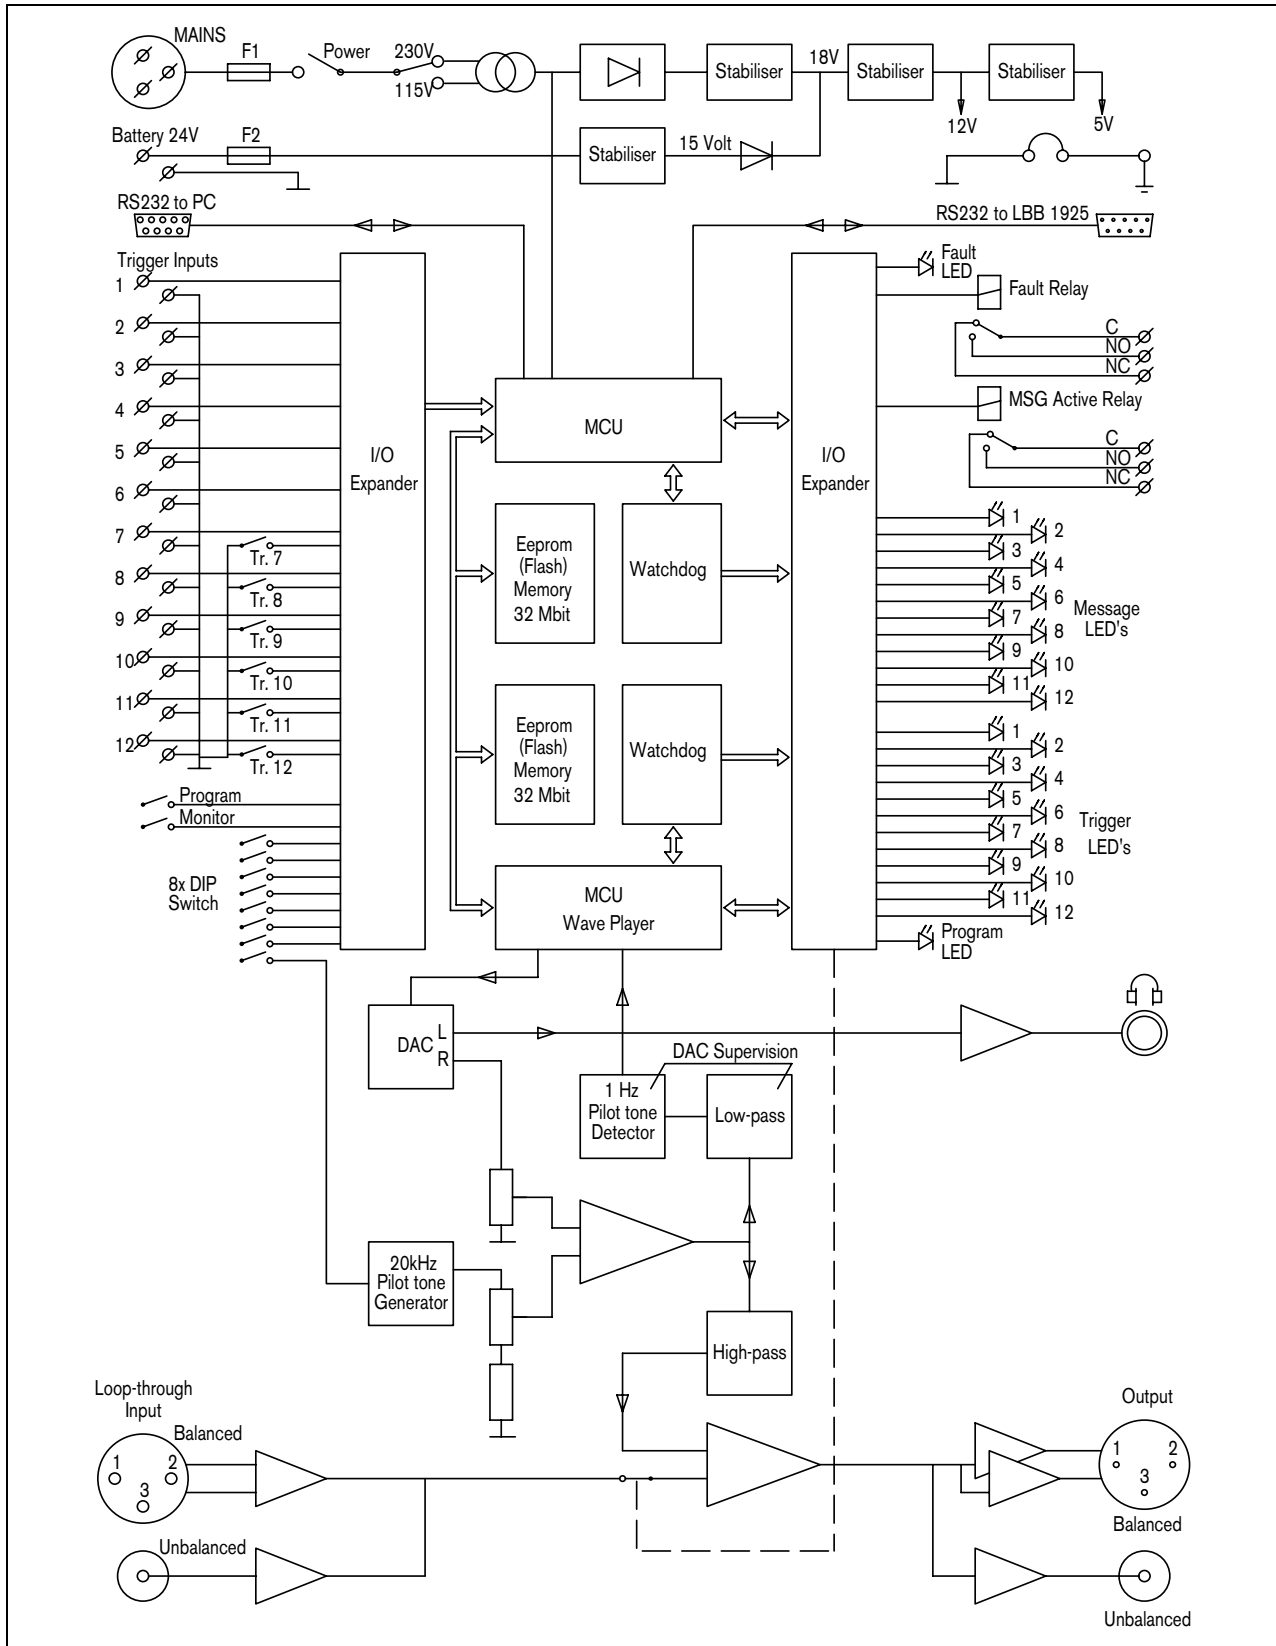 MAINS
F1
Power
230V
115V
Stabiliser
18V
Stabiliser
Stabiliser
12V
5V
Battery 24V
F2
Stabiliser
15 Volt
RS232 to PC
RS232 to LBB 1925
Trigger Inputs
1
2
3
4
5
6
7
8
9
10
11
12
Tr. 7
Tr. 8
Tr. 9
Tr. 10
Tr. 11
Tr. 12
Program
Monitor
8x DIP
Switch
I/O
Expander
MCU
Eeprom
(Flash)
Memory
32 Mbit
Watchdog
Eeprom
(Flash)
Memory
32 Mbit
Watchdog
MCU
Wave Player
I/O
Expander
Fault
LED
Fault Relay
C
NO
NC
MSG Active Relay
C
NO
NC
1
2
3
4
5
6
7
8
9
10
11
12
Message
LED's
1
2
3
4
5
6
7
8
9
10
11
12
Trigger
LED's
Program
LED
DAC
L
R
DAC Supervision
1 Hz
Pilot tone
Detector
Low-pass
20kHz
Pilot tone
Generator
High-pass
Loop-through
Input
Balanced
1
2
3
Unbalanced
Output
1
2
3
Balanced
Unbalanced